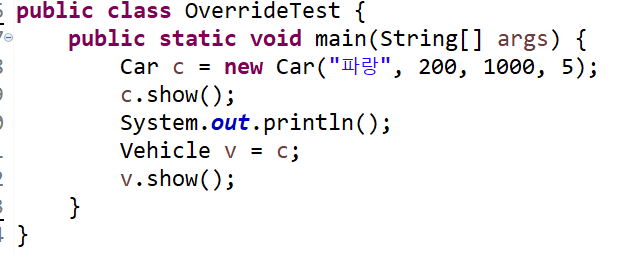 public class OverrideTest {
public static void main(String[] args) {
Car c = new Car("파랑", 200, 1000, 5);
c.show();
System.out.println();
Vehicle v = c;
v.show();
}
}